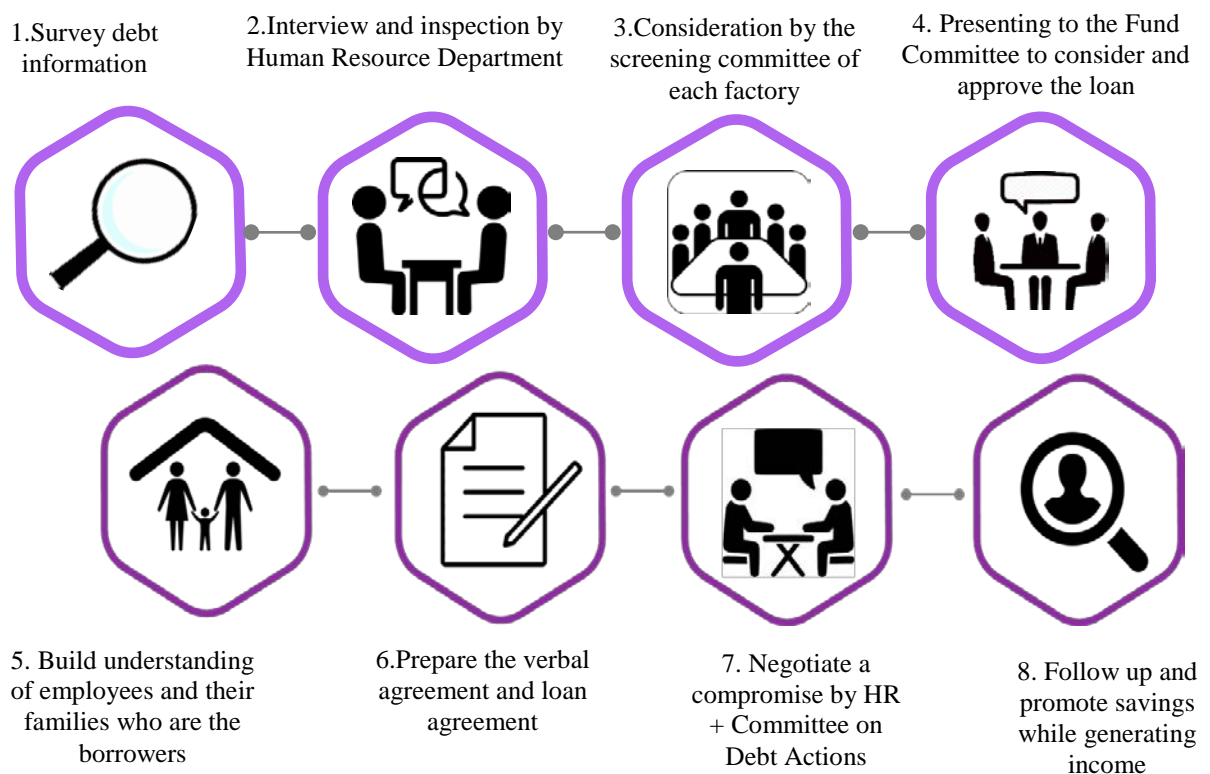 1.Survey debt
information
2.Interview and inspection by
Human Resource Department
3.Consideration by the
screening committee of
each factory
4. Presenting to the Fund
Committee to consider and
approve the loan
5. Build understanding
of employees and their
families who are the
borrowers
6.Prepare the verbal
agreement and loan
agreement
7. Negotiate a
compromise by HR
+ Committee on
Debt Actions
8. Follow up and
promote savings
while generating
income